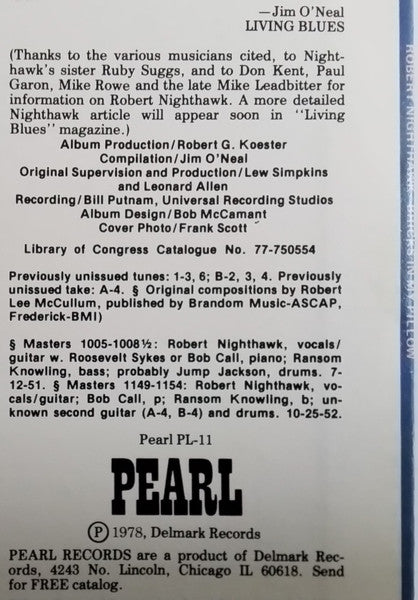 —Jim O'Neal
LIVING BLUES
(Thanks to the various musicians cited, to Night-
hawk's sister Ruby Suggs, and to Don Kent, Paul
Garon, Mike Rowe and the late Mike Leadbitter for
information on Robert Nighthawk. A more detailed
Nighthawk article will appear soon in "Living
Blues" magazine.)
Album Production/Robert G. Koester
Compilation/Jim O'Neal
Original Supervision and Production/Lew Simpkins
and Leonard Allen
Recording/Bill Putnam, Universal Recording Studios
Album Design/Bob McCamant
Cover Photo/Frank Scott
Library of Congress Catalogue No. 77-750554
Previously unissued tunes: 1-3, 6; B-2, 3, 4. Previously
unissued take: A-4. § Original compositions by Robert
Lee McCullum, published by Brandom Music-ASCAP,
Frederick-BMI)
§ Masters 1005-1008½: Robert Nighthawk, vocals/
guitar w. Roosevelt Sykes or Bob Call, piano; Ransom
Knowling, bass; probably Jump Jackson, drums. 7-
12-51. § Masters 1149-1154: Robert Nighthawk, vo-
cals/guitar; Bob Call, p; Ransom Knowling, b; un-
known second guitar (A-4, B-4) and drums. 10-25-52.
Pearl PL-11
PEARL
Ⓟ 1978, Delmark Records
PEARL RECORDS are a product of Delmark Rec-
ords, 4243 No. Lincoln, Chicago IL 60618. Send
for FREE catalog.
ROBERT NIGHTHAWK BRICKS IN MY PILLOW